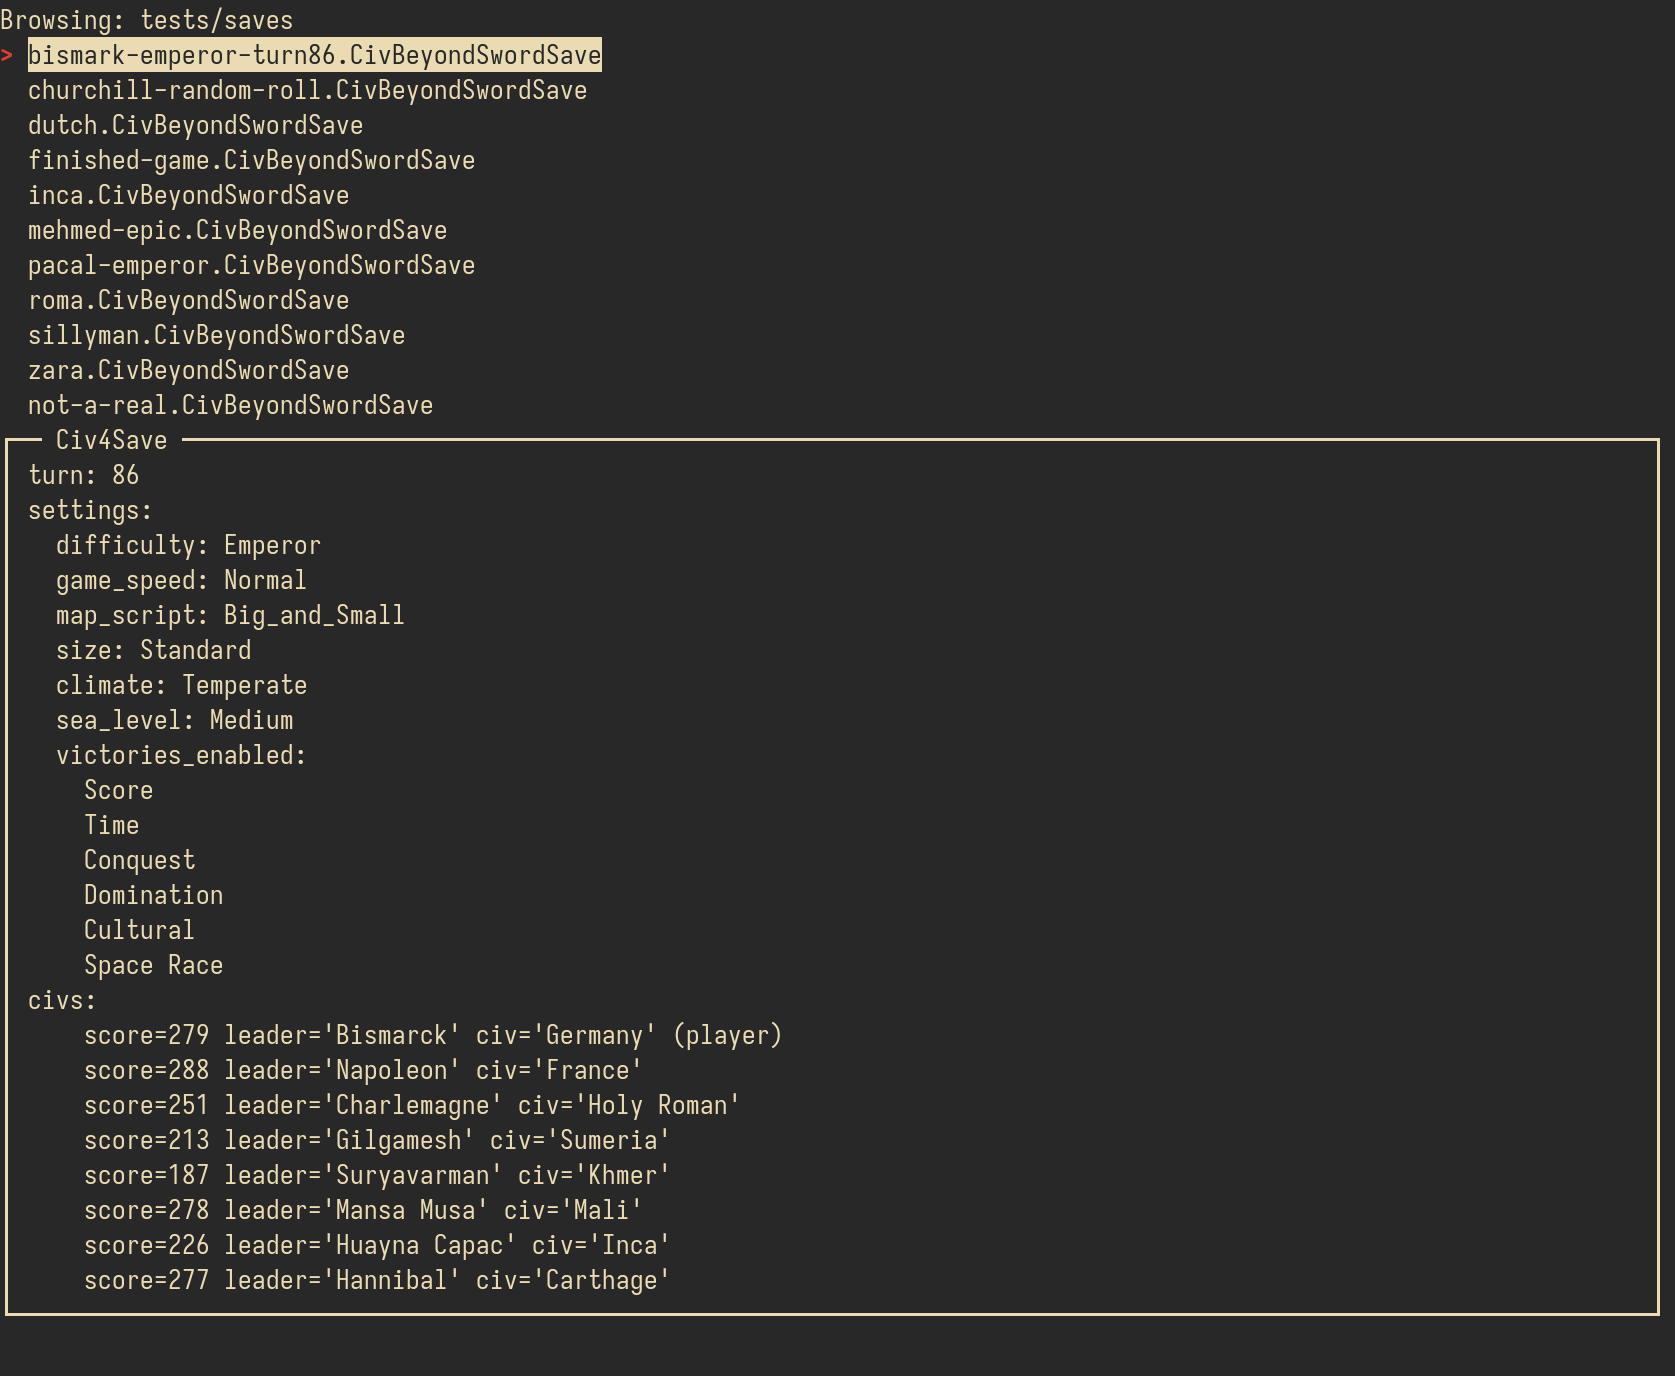 Browsing: tests/saves
> bismark-emperor-turn86.CivBeyondSwordSave
churchill-random-roll.CivBeyondSwordSave
dutch.CivBeyondSwordSave
finished-game.CivBeyondSwordSave
inca.CivBeyondSwordSave
mehmed-epic.CivBeyondSwordSave
pacal-emperor.CivBeyondSwordSave
roma.CivBeyondSwordSave
sillyman.CivBeyondSwordSave
zara.CivBeyondSwordSave
not-a-real.CivBeyondSwordSave
Civ4Save
turn: 86
settings:
difficulty: Emperor
game_speed: Normal
map_script: Big_and_Small
size: Standard
climate: Temperate
sea_level: Medium
victories_enabled:
Score
Time
Conquest
Domination
Cultural
Space Race
civs:
score=279 leader='Bismarck' civ='Germany' (player)
score=288 leader='Napoleon' civ='France'
score=251 leader='Charlemagne' civ='Holy Roman'
score=213 leader='Gilgamesh' civ='Sumeria'
score=187 leader='Suryavarman' civ='Khmer'
score=278 leader='Mansa Musa' civ='Mali'
score=226 leader='Huayna Capac' civ='Inca'
score=277 leader='Hannibal' civ='Carthage'